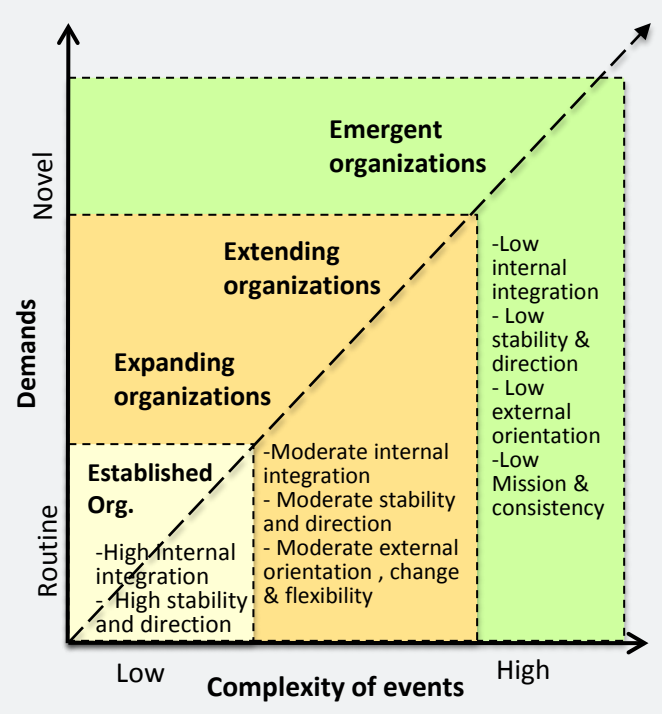 Emergent
organizations
Extending
organizations
Expanding
organizations
Established
Org.
-High internal
integration
- High stability
and direction
-Moderate internal
integration
- Moderate stability
and direction
- Moderate external
orientation , change
& flexibility
-Low
internal
integration
- Low
stability &
direction
- Low
external
orientation
-Low
Mission &
consistency
Novel
Demands
Routine
Low
Complexity of events
High